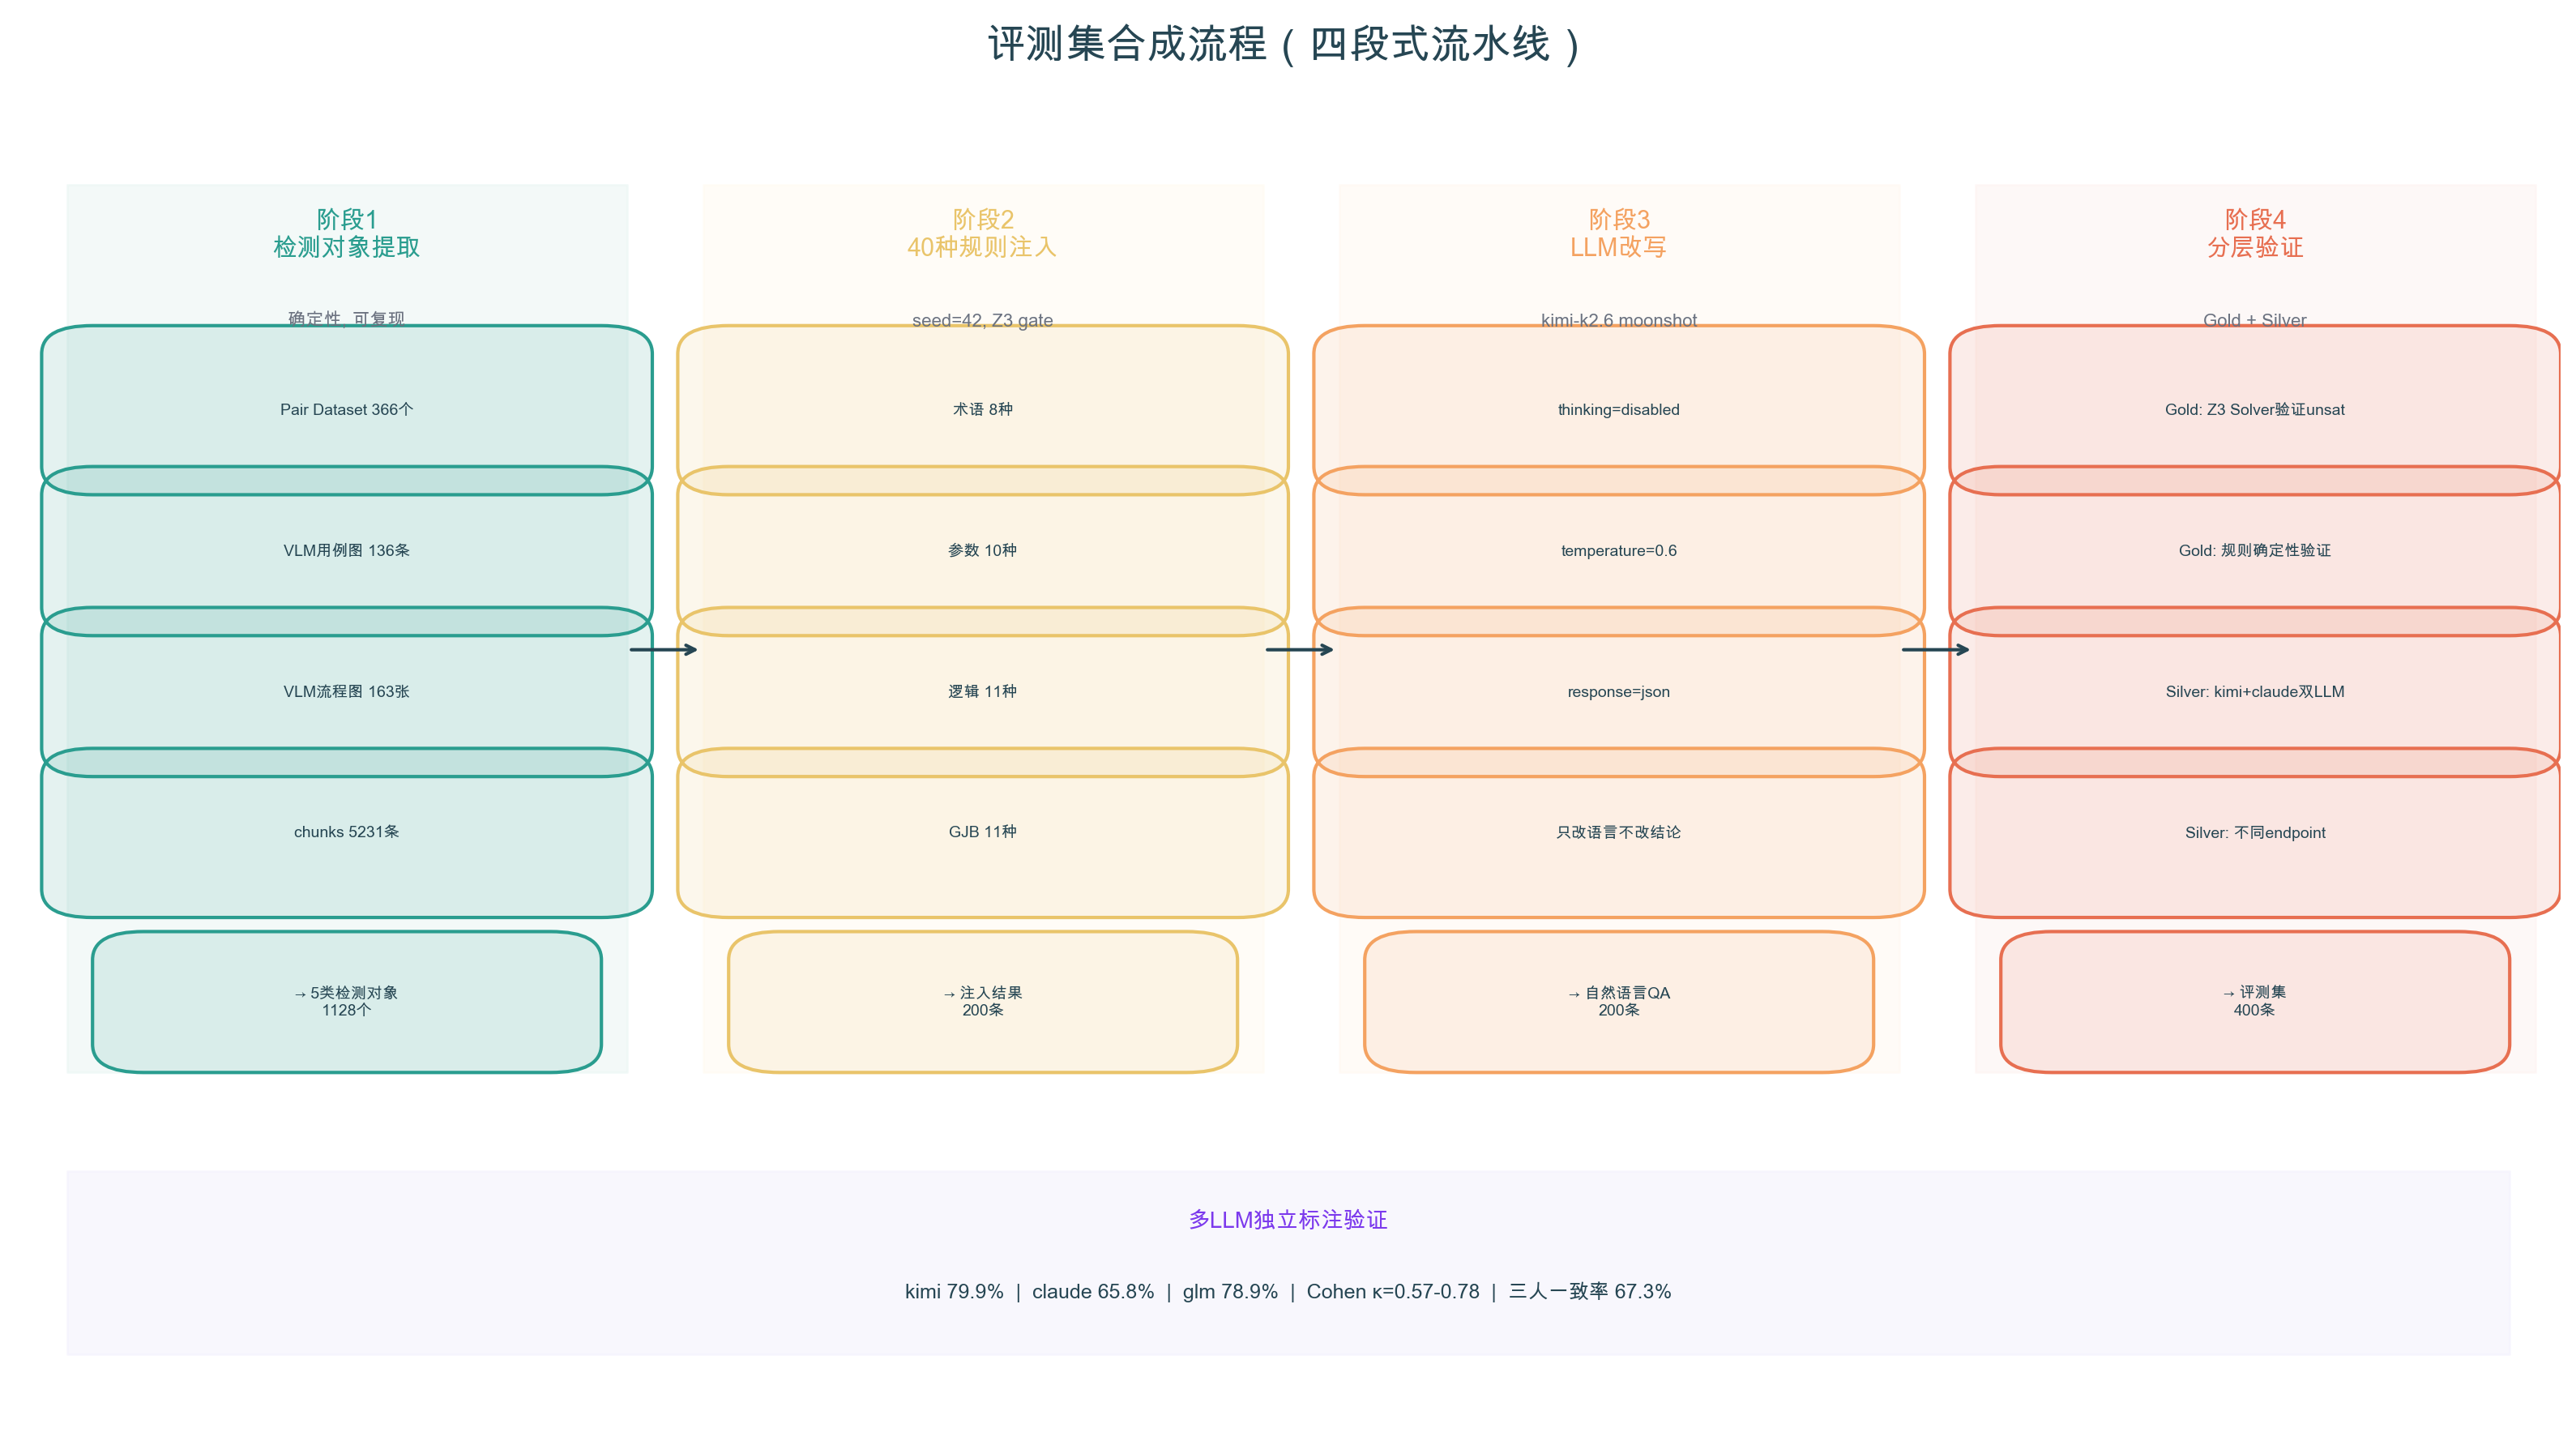 评测集合成流程（四段式流水线）
阶段1
检测对象提取
确定性, 可复现
Pair Dataset 366个
VLM用例图 136条
VLM流程图 163张
chunks 5231条
→ 5类检测对象
1128个
阶段2
40种规则注入
seed=42, Z3 gate
术语 8种
参数 10种
逻辑 11种
GJB 11种
→ 注入结果
200条
阶段3
LLM改写
kimi-k2.6 moonshot
thinking=disabled
temperature=0.6
response=json
只改语言不改结论
→ 自然语言QA
200条
阶段4
分层验证
Gold + Silver
Gold: Z3 Solver验证unsat
Gold: 规则确定性验证
Silver: kimi+claude双LLM
Silver: 不同endpoint
→ 评测集
400条
多LLM独立标注验证
kimi 79.9% | claude 65.8% | glm 78.9% | Cohen κ=0.57-0.78 | 三人一致率 67.3%